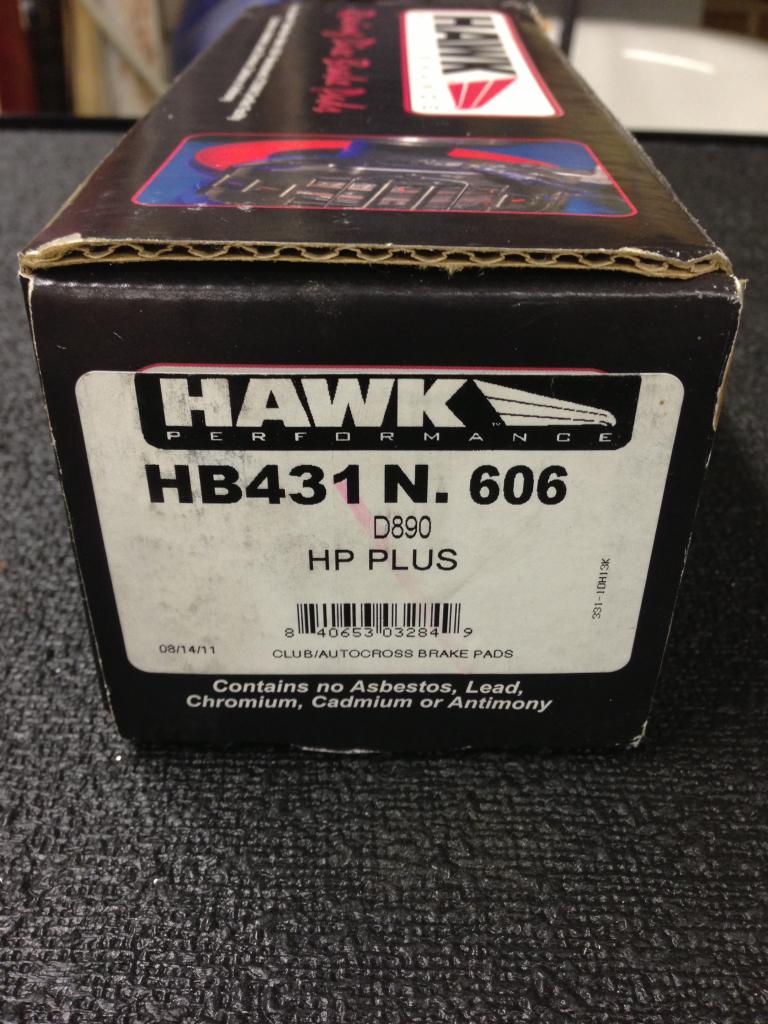 HAWK
HAWK
PERFORMANCE
HB431 N. 606
D890
HP PLUS
331-1DH13K
8 40653 03284 9
08/14/11
CLUB/AUTOCROSS BRAKE PADS
Contains no Asbestos, Lead,
Chromium, Cadmium or Antimony